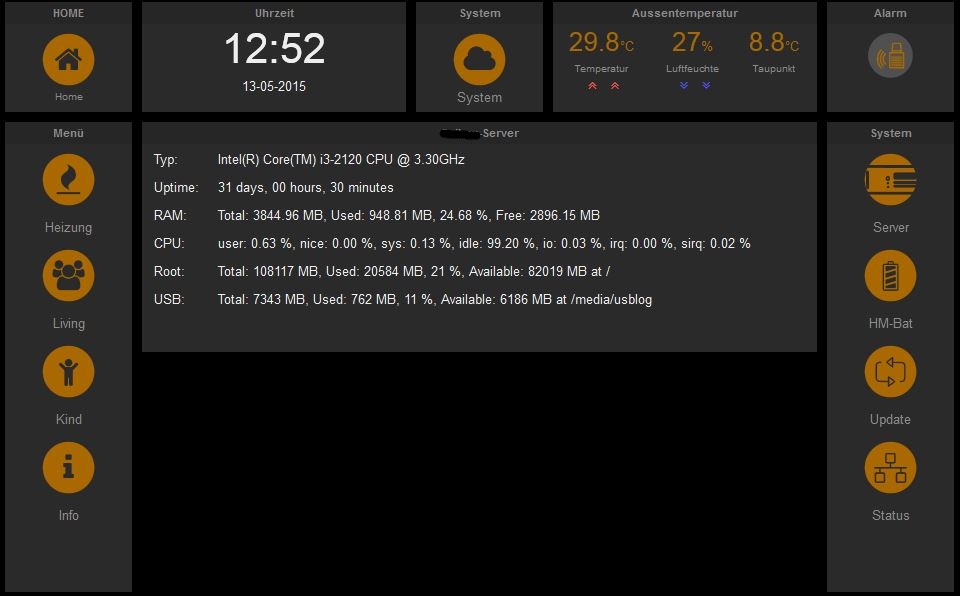 HOME
Home
Uhrzeit
12:52
13-05-2015
System
System
Aussentemperatur
29.8°C 27% 8.8°C
Temperatur Luftfeuchte Taupunkt
Alarm
Menü
Heizung
Living
Kind
Info
-Server
Typ: Intel(R) Core(TM) i3-2120 CPU @ 3.30GHz
Uptime: 31 days, 00 hours, 30 minutes
RAM: Total: 3844.96 MB, Used: 948.81 MB, 24.68 %, Free: 2896.15 MB
CPU: user: 0.63 %, nice: 0.00 %, sys: 0.13 %, idle: 99.20 %, io: 0.03 %, irq: 0.00 %, sirq: 0.02 %
Root: Total: 108117 MB, Used: 20584 MB, 21 %, Available: 82019 MB at /
USB: Total: 7343 MB, Used: 762 MB, 11 %, Available: 6186 MB at /media/usblog
System
Server
HM-Bat
Update
Status